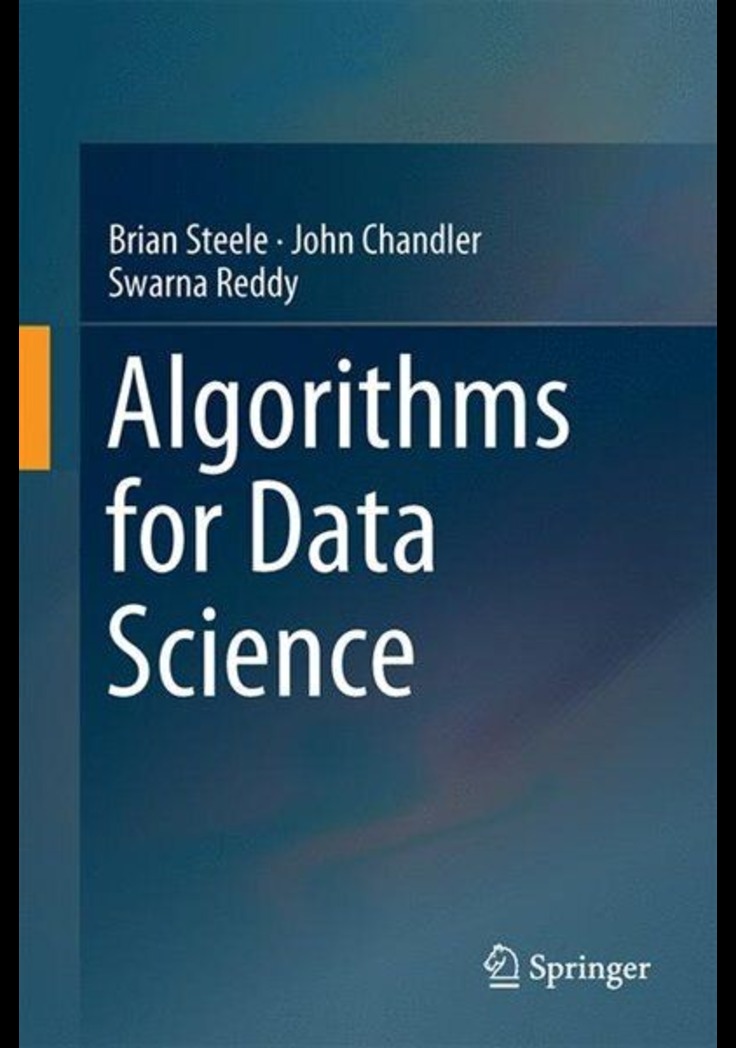 Brian Steele · John Chandler
Swarna Reddy
Algorithms
for Data
Science
Springer